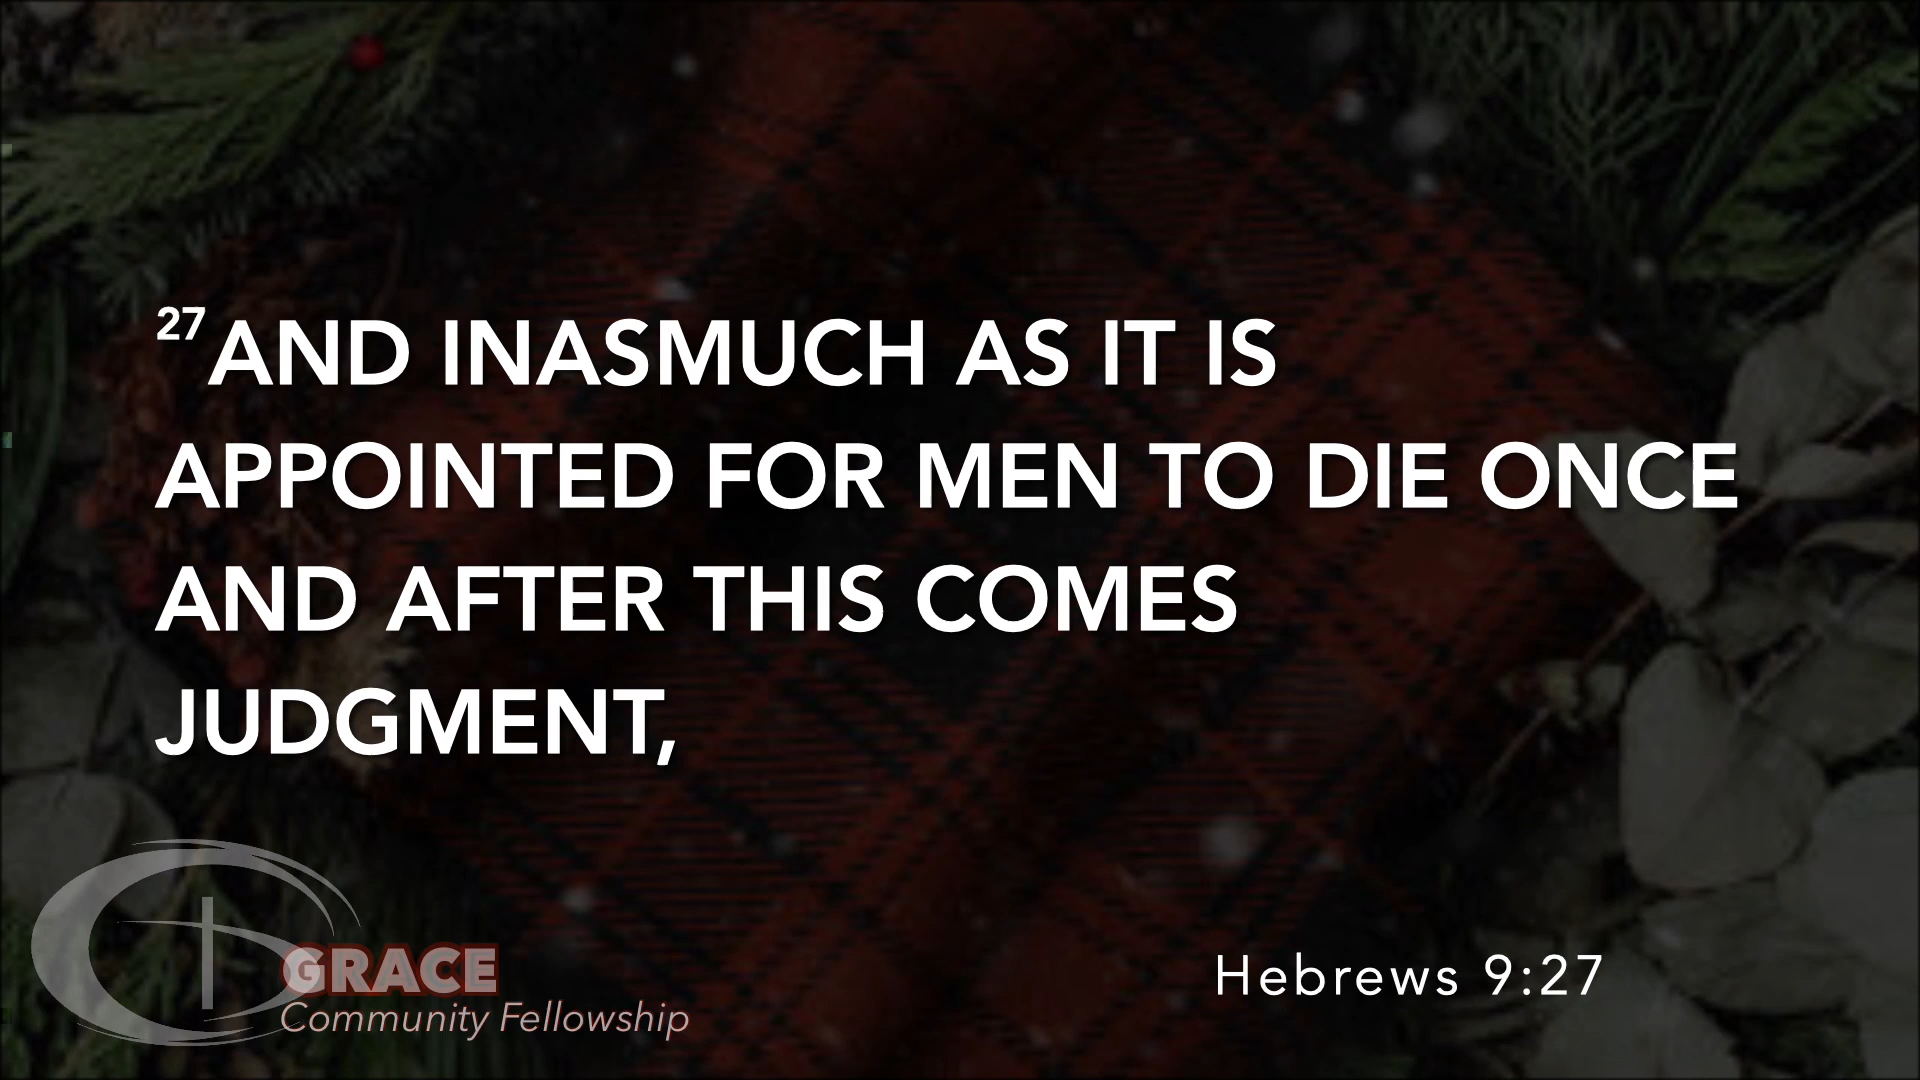 27AND INASMUCH AS IT IS
APPOINTED FOR MEN TO DIE ONCE
AND AFTER THIS COMES
JUDGMENT,
GRACE
Community Fellowship
Hebrews 9:27